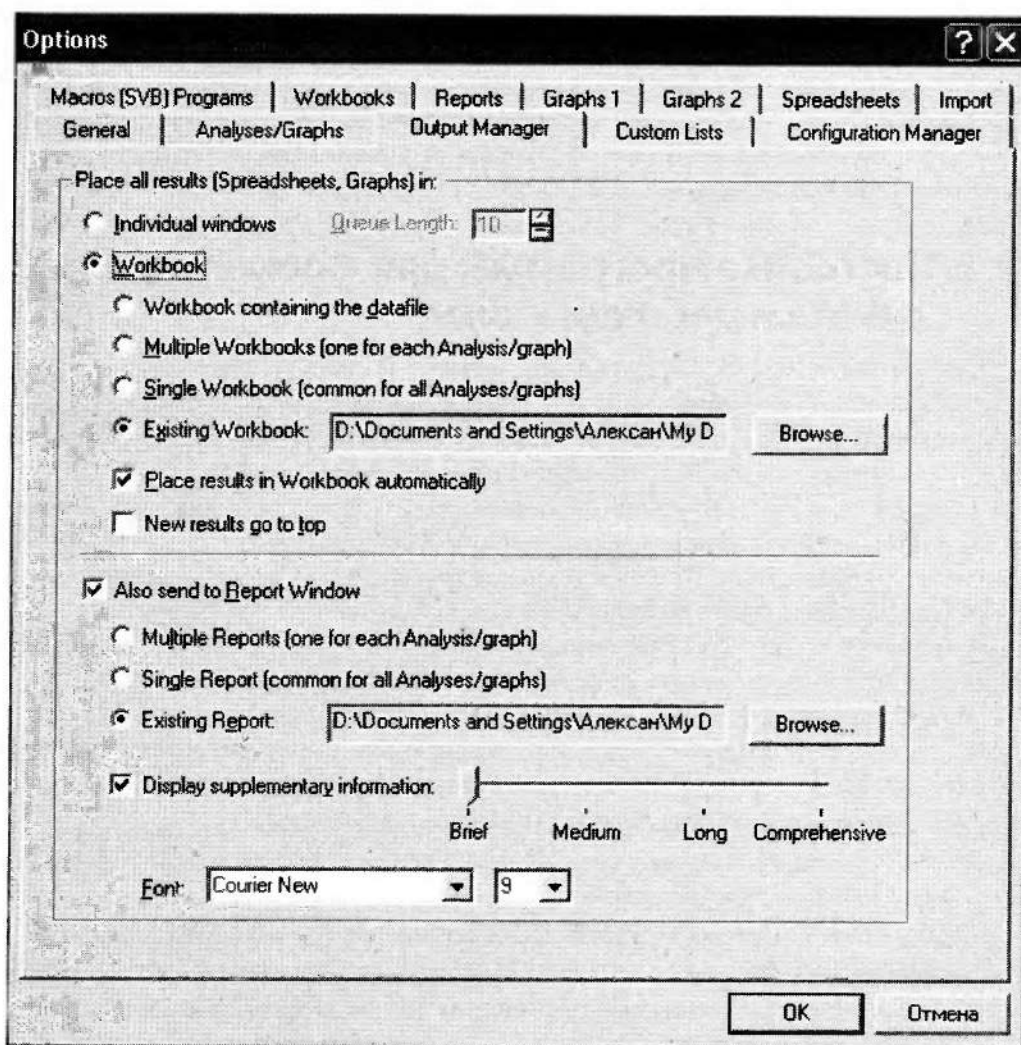 Options
Macros (SVB) Programs Workbooks Reports Graphs 1 Graphs 2 Spreadsheets Import
General Analyses/Graphs Output Manager Custom Lists Configuration Manager
Place all results (Spreadsheets, Graphs) in:
Individual windows Queue Length: 10
Workbook
Workbook containing the datafile
Multiple Workbooks (one for each Analysis/graph)
Single Workbook (common for all Analyses/graphs)
Existing Workbook: D:\Documents and Settings\Алексан\My D Browse...
Place results in Workbook automatically
New results go to top
Also send to Report Window
Multiple Reports (one for each Analysis/graph)
Single Report (common for all Analyses/graphs)
Existing Report: D:\Documents and Settings\Алексан\My D Browse...
Display supplementary information:
Brief Medium Long Comprehensive
Font: Courier New 9
OK Отмена